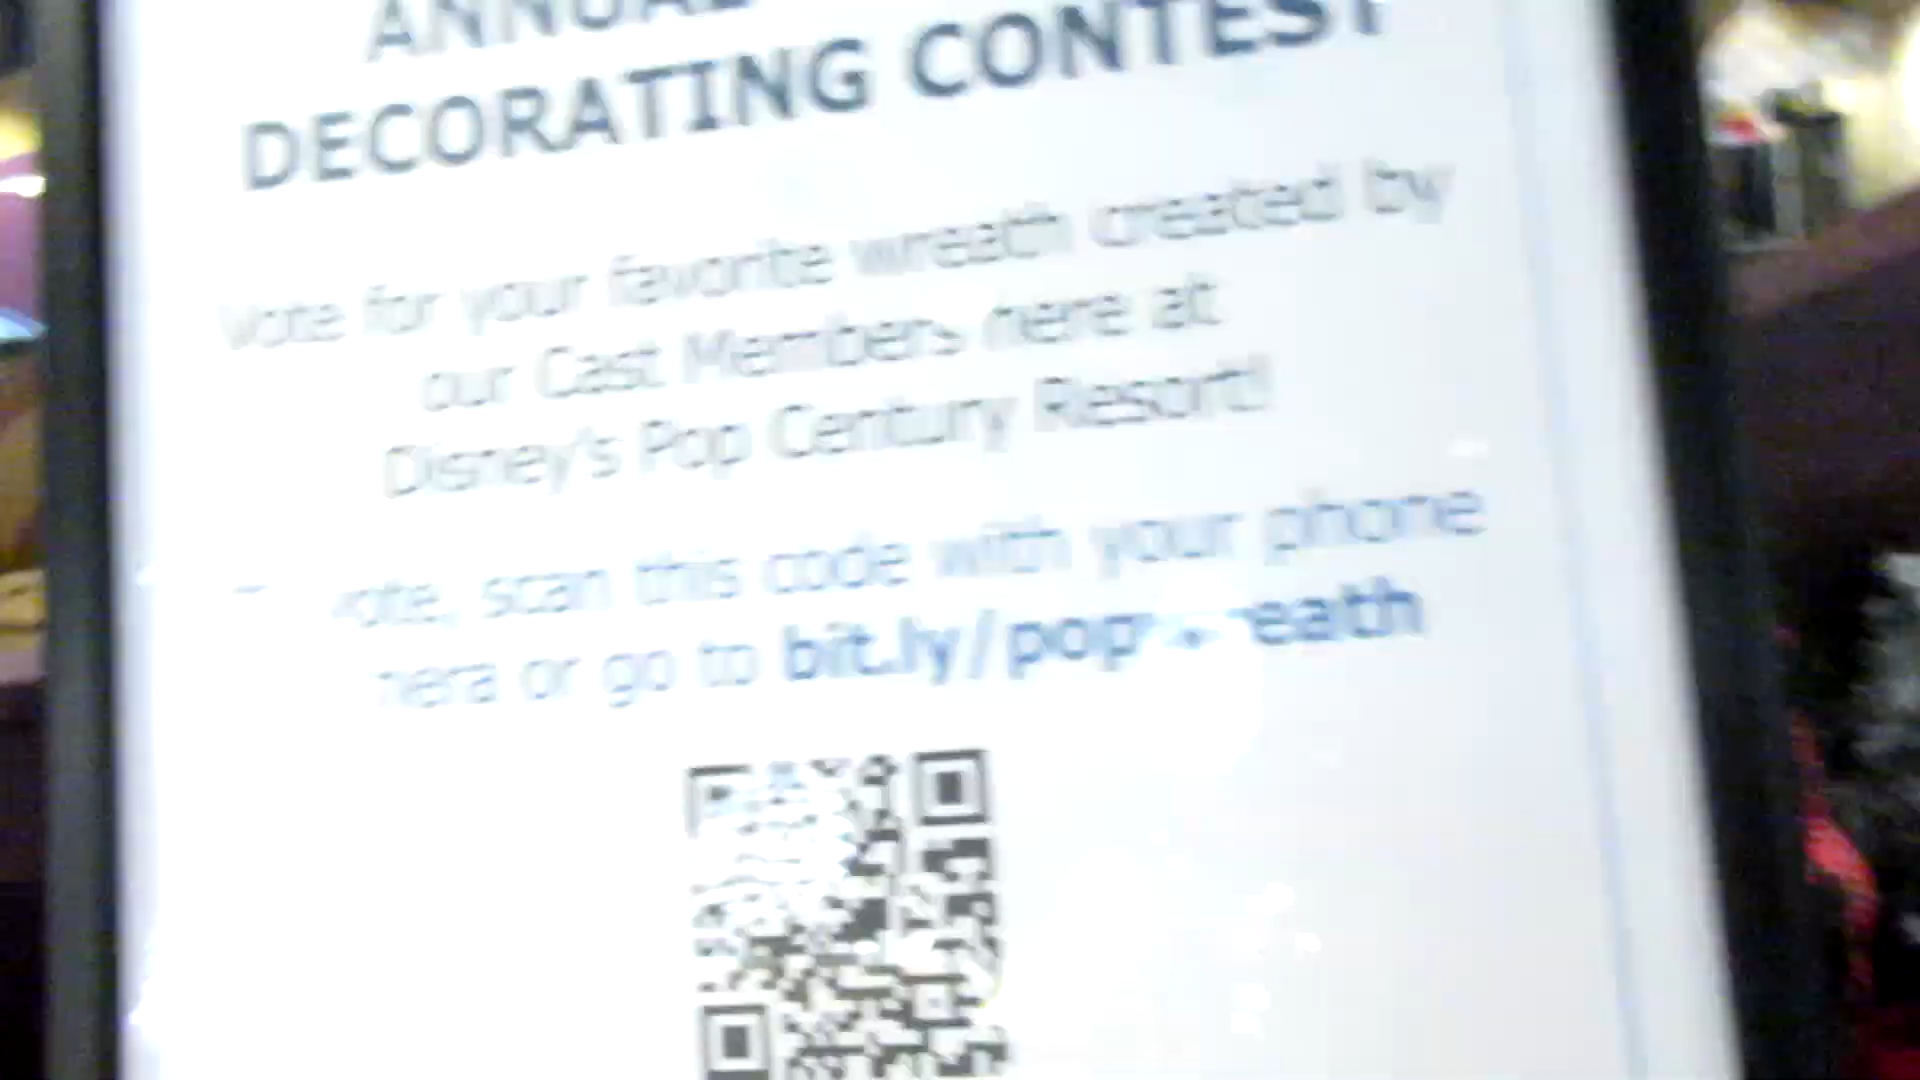 ANNUAL
DECORATING CONTEST
Vote for your favorite wreath created by
our Cast Members here at
Disney's Pop Century Resort!
vote, scan this code with your phone
or go to